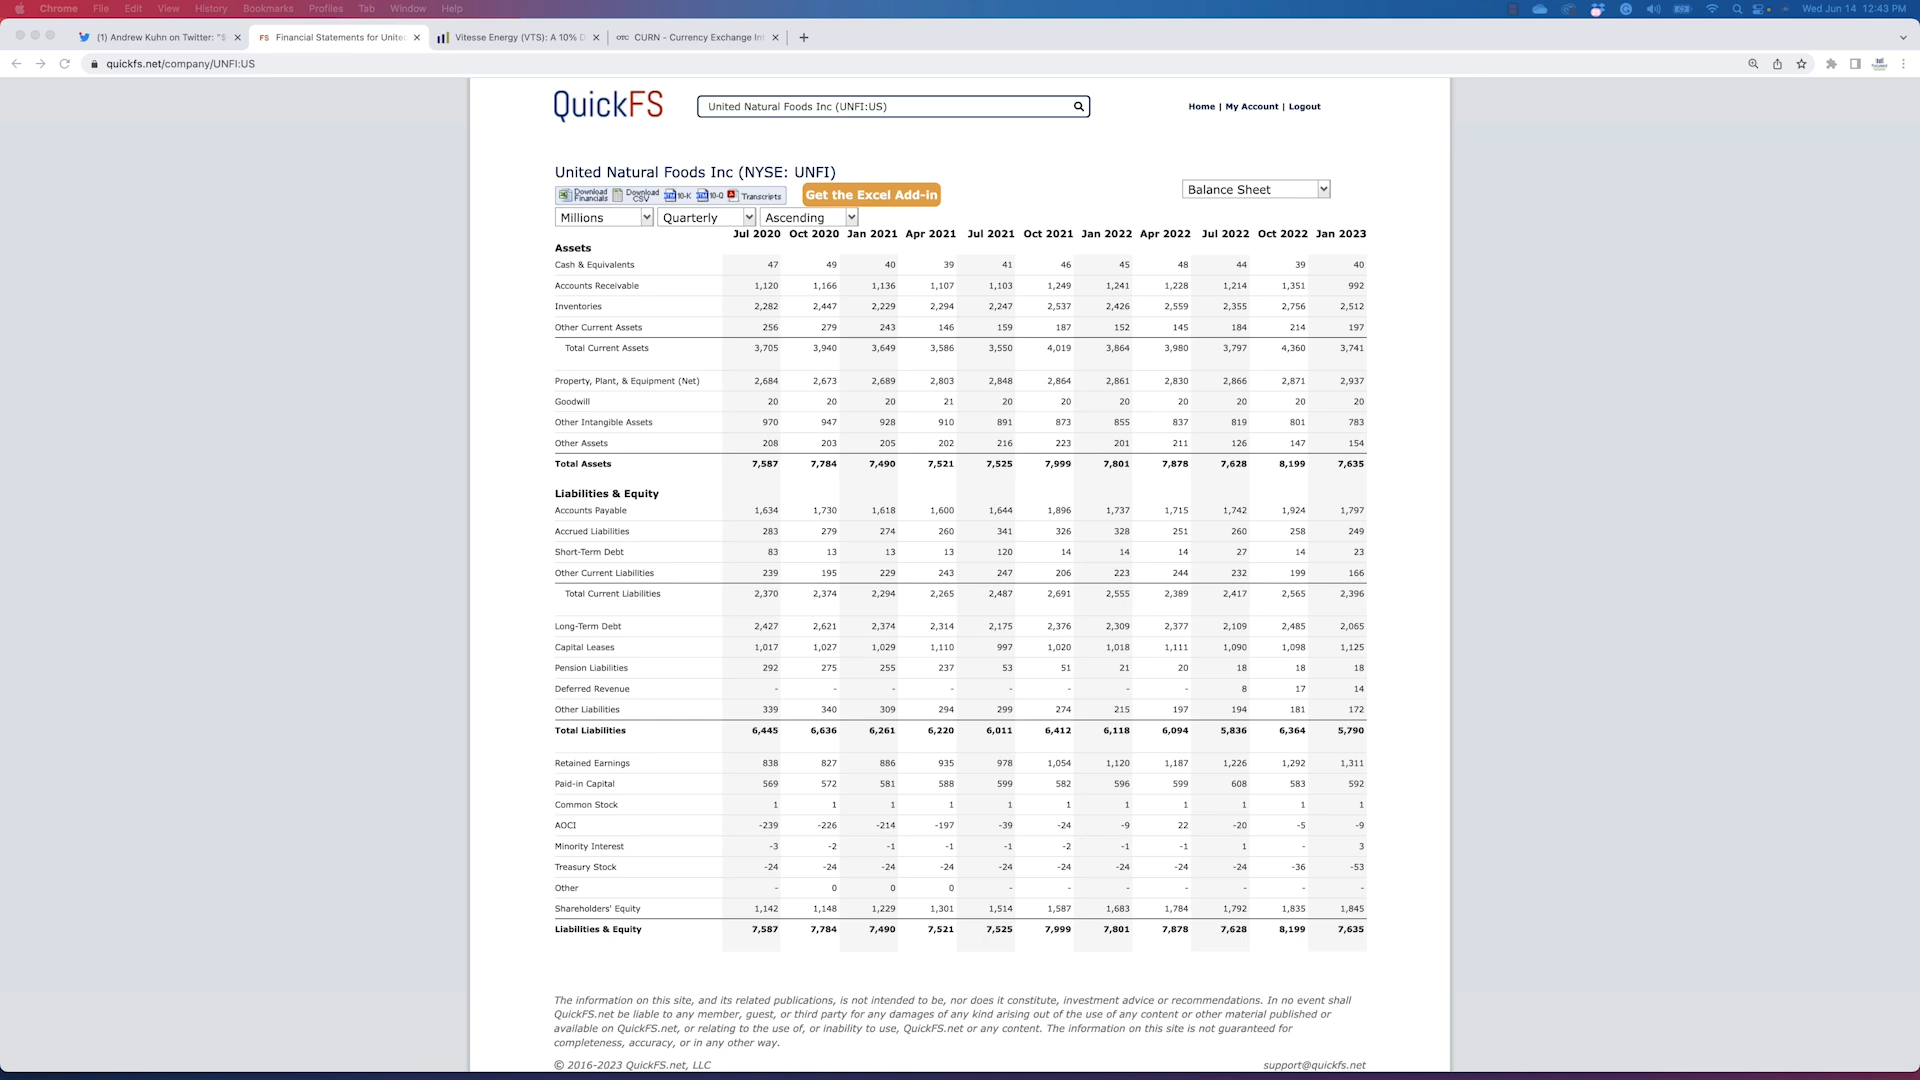 Chrome File Edit View History Bookmarks Profiles Tab Window Help Wed Jun 14 12:43 PM
(1) Andrew Kuhn on Twitter: "$ FS Financial Statements for United Vitesse Energy (VTS): A 10% D OTC CURN - Currency Exchange Int
quickfs.net/company/UNFI:US
QuickFS United Natural Foods Inc (UNFI:US) Home | My Account | Logout
United Natural Foods Inc (NYSE: UNFI)
Download Financials Download CSV 10-K 10-Q Transcripts Get the Excel Add-in Balance Sheet
Millions Quarterly Ascending
Jul 2020 Oct 2020 Jan 2021 Apr 2021 Jul 2021 Oct 2021 Jan 2022 Apr 2022 Jul 2022 Oct 2022 Jan 2023
Assets
Cash & Equivalents 47 49 40 39 41 46 45 48 44 39 40
Accounts Receivable 1,120 1,166 1,136 1,107 1,103 1,249 1,241 1,228 1,214 1,351 992
Inventories 2,282 2,447 2,229 2,294 2,247 2,537 2,426 2,559 2,355 2,756 2,512
Other Current Assets 256 279 243 146 159 187 152 145 184 214 197
Total Current Assets 3,705 3,940 3,649 3,586 3,550 4,019 3,864 3,980 3,797 4,360 3,741
Property, Plant, & Equipment (Net) 2,684 2,673 2,689 2,803 2,848 2,864 2,861 2,830 2,866 2,871 2,937
Goodwill 20 20 20 21 20 20 20 20 20 20 20
Other Intangible Assets 970 947 928 910 891 873 855 837 819 801 783
Other Assets 208 203 205 202 216 223 201 211 126 147 154
Total Assets 7,587 7,784 7,490 7,521 7,525 7,999 7,801 7,878 7,628 8,199 7,635
Liabilities & Equity
Accounts Payable 1,634 1,730 1,618 1,600 1,644 1,896 1,737 1,715 1,742 1,924 1,797
Accrued Liabilities 283 279 274 260 341 326 328 251 260 258 249
Short-Term Debt 83 13 13 13 120 14 14 14 27 14 23
Other Current Liabilities 239 195 229 243 247 206 223 244 232 199 166
Total Current Liabilities 2,370 2,374 2,294 2,265 2,487 2,691 2,555 2,389 2,417 2,565 2,396
Long-Term Debt 2,427 2,621 2,374 2,314 2,175 2,376 2,309 2,377 2,109 2,485 2,065
Capital Leases 1,017 1,027 1,029 1,110 997 1,020 1,018 1,111 1,090 1,098 1,125
Pension Liabilities 292 275 255 237 53 51 21 20 18 18 18
Deferred Revenue - - - - - - - - 8 17 14
Other Liabilities 339 340 309 294 299 274 215 197 194 181 172
Total Liabilities 6,445 6,636 6,261 6,220 6,011 6,412 6,118 6,094 5,836 6,364 5,790
Retained Earnings 838 827 886 935 978 1,054 1,120 1,187 1,226 1,292 1,311
Paid-in Capital 569 572 581 588 599 582 596 599 608 583 592
Common Stock 1 1 1 1 1 1 1 1 1 1 1
AOCI -239 -226 -214 -197 -39 -24 -9 22 -20 -5 -9
Minority Interest -3 -2 -1 -1 -1 -2 -1 -1 1 - 3
Treasury Stock -24 -24 -24 -24 -24 -24 -24 -24 -24 -36 -53
Other - 0 0 0 - - - - - - -
Shareholders' Equity 1,142 1,148 1,229 1,301 1,514 1,587 1,683 1,784 1,792 1,835 1,845
Liabilities & Equity 7,587 7,784 7,490 7,521 7,525 7,999 7,801 7,878 7,628 8,199 7,635
The information on this site, and its related publications, is not intended to be, nor does it constitute, investment advice or recommendations. In no event shall
QuickFS.net be liable to any member, guest, or third party for any damages of any kind arising out of the use of any content or other material published or
available on QuickFS.net, or relating to the use of, or inability to use, QuickFS.net or any content. The information on this site is not guaranteed for
completeness, accuracy, or in any other way.
© 2016-2023 QuickFS.net, LLC support@quickfs.net